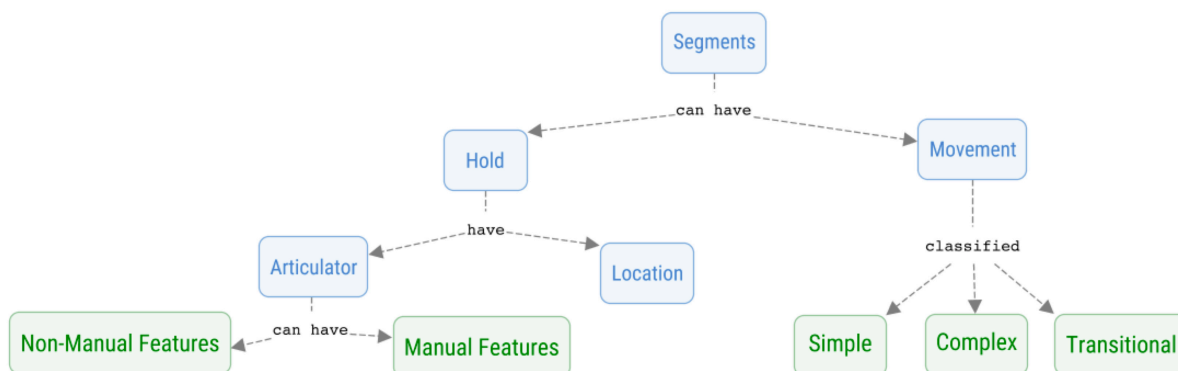 Segments
can have
Hold
Movement
have
classified
Articulator
Location
can have
Non-Manual Features
Manual Features
Simple
Complex
Transitional